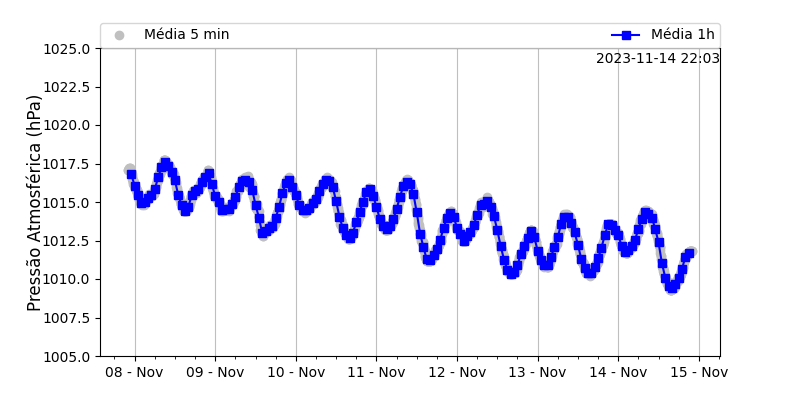 Média 5 min
Média 1h
2023-11-14 22:03
Pressão Atmosférica (hPa)
1025.0
1022.5
1020.0
1017.5
1015.0
1012.5
1010.0
1007.5
1005.0
08 - Nov
09 - Nov
10 - Nov
11 - Nov
12 - Nov
13 - Nov
14 - Nov
15 - Nov